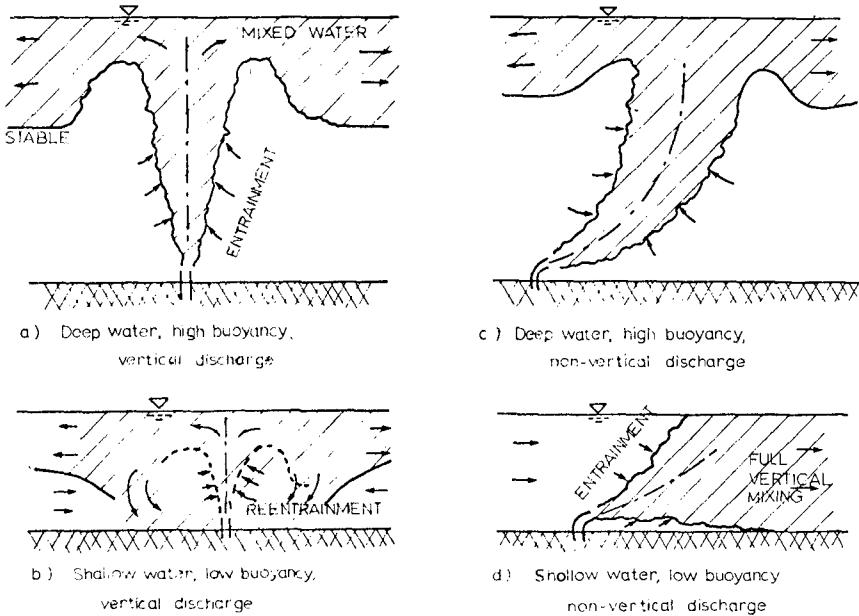 MIXED WATER
STABLE
ENTRAINMENT
a) Deep water, high buoyancy,
vertical discharge
c) Deep water, high buoyancy,
non-vertical discharge
REENTRAINMENT
b) Shallow water, low buoyancy,
vertical discharge
ENTRAINMENT
FULL
VERTICAL
MIXING
d) Shallow water, low buoyancy
non-vertical discharge